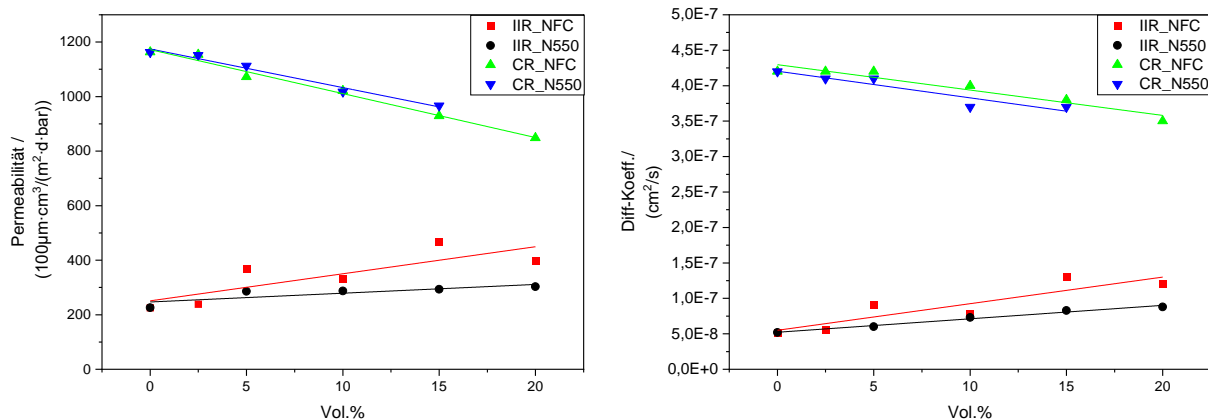 Permeabilität /
(100μm·cm³/(m²·d·bar))
1200
1000
800
600
400
200
0
0
5
10
15
20
Vol.%
IIR_NFC
IIR_N550
CR_NFC
CR_N550
Diff-Koeff./
(cm²/s)
5,0E-7
4,5E-7
4,0E-7
3,5E-7
3,0E-7
2,5E-7
2,0E-7
1,5E-7
1,0E-7
5,0E-8
0,0E+0
0
5
10
15
20
Vol.%
IIR_NFC
IIR_N550
CR_NFC
CR_N550